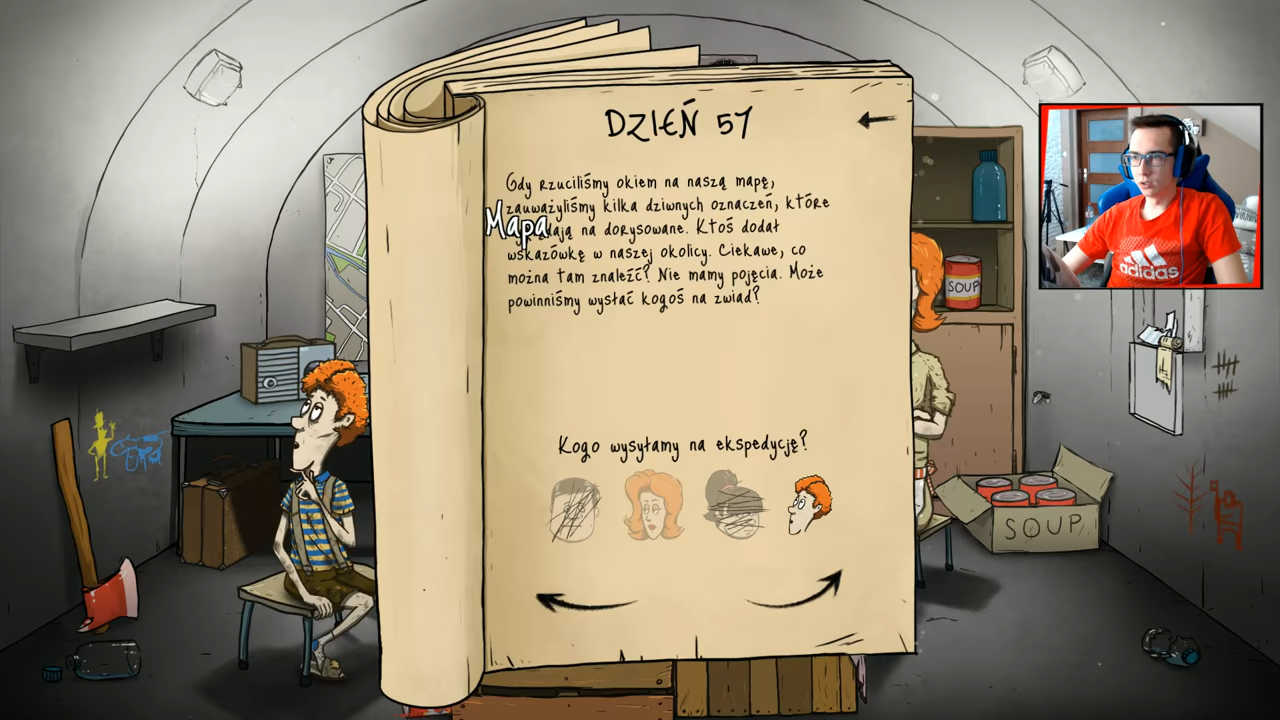 DZIEŃ 57
Gdy rzuciliśmy okiem na naszą mapę,
zauważyliśmy kilka dziwnych oznaczeń, które
Mapa
na dorysowane. Ktoś dodał
wskazówkę w naszej okolicy. Ciekawe, co
można tam znaleźć? Nie mamy pojęcia. Może
powinniśmy wysłać kogoś na zwiad?
Kogo wysyłamy na ekspedycję?
SOUP
SOUP
adidas